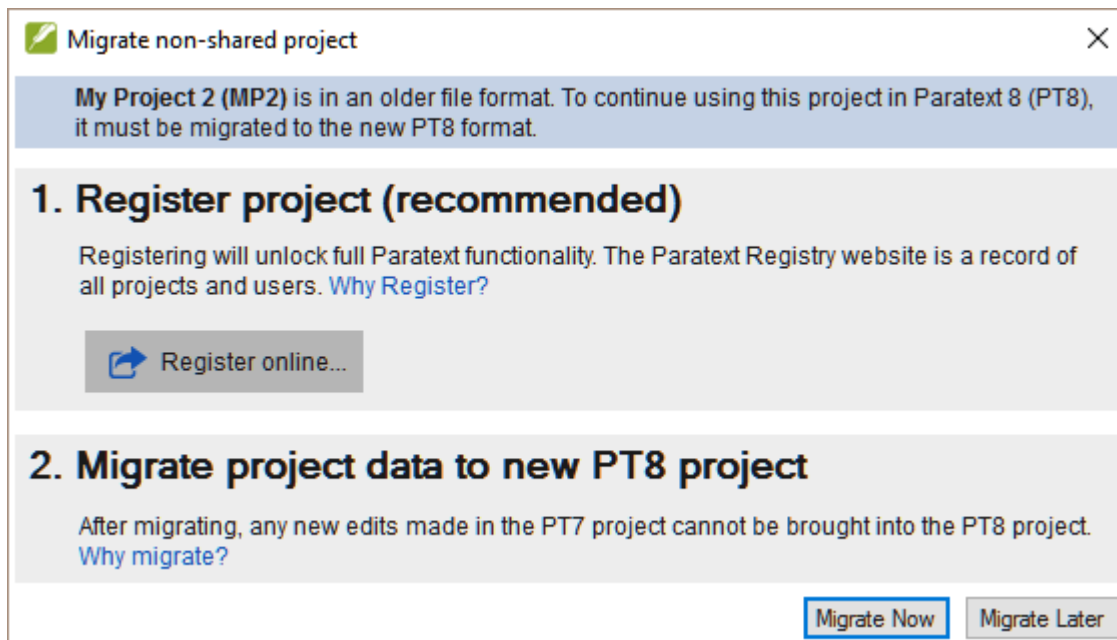 Migrate non-shared project
My Project 2 (MP2) is in an older file format. To continue using this project in Paratext 8 (PT8),
it must be migrated to the new PT8 format.
1. Register project (recommended)
Registering will unlock full Paratext functionality. The Paratext Registry website is a record of
all projects and users. Why Register?
Register online...
2. Migrate project data to new PT8 project
After migrating, any new edits made in the PT7 project cannot be brought into the PT8 project.
Why migrate?
Migrate Now Migrate Later